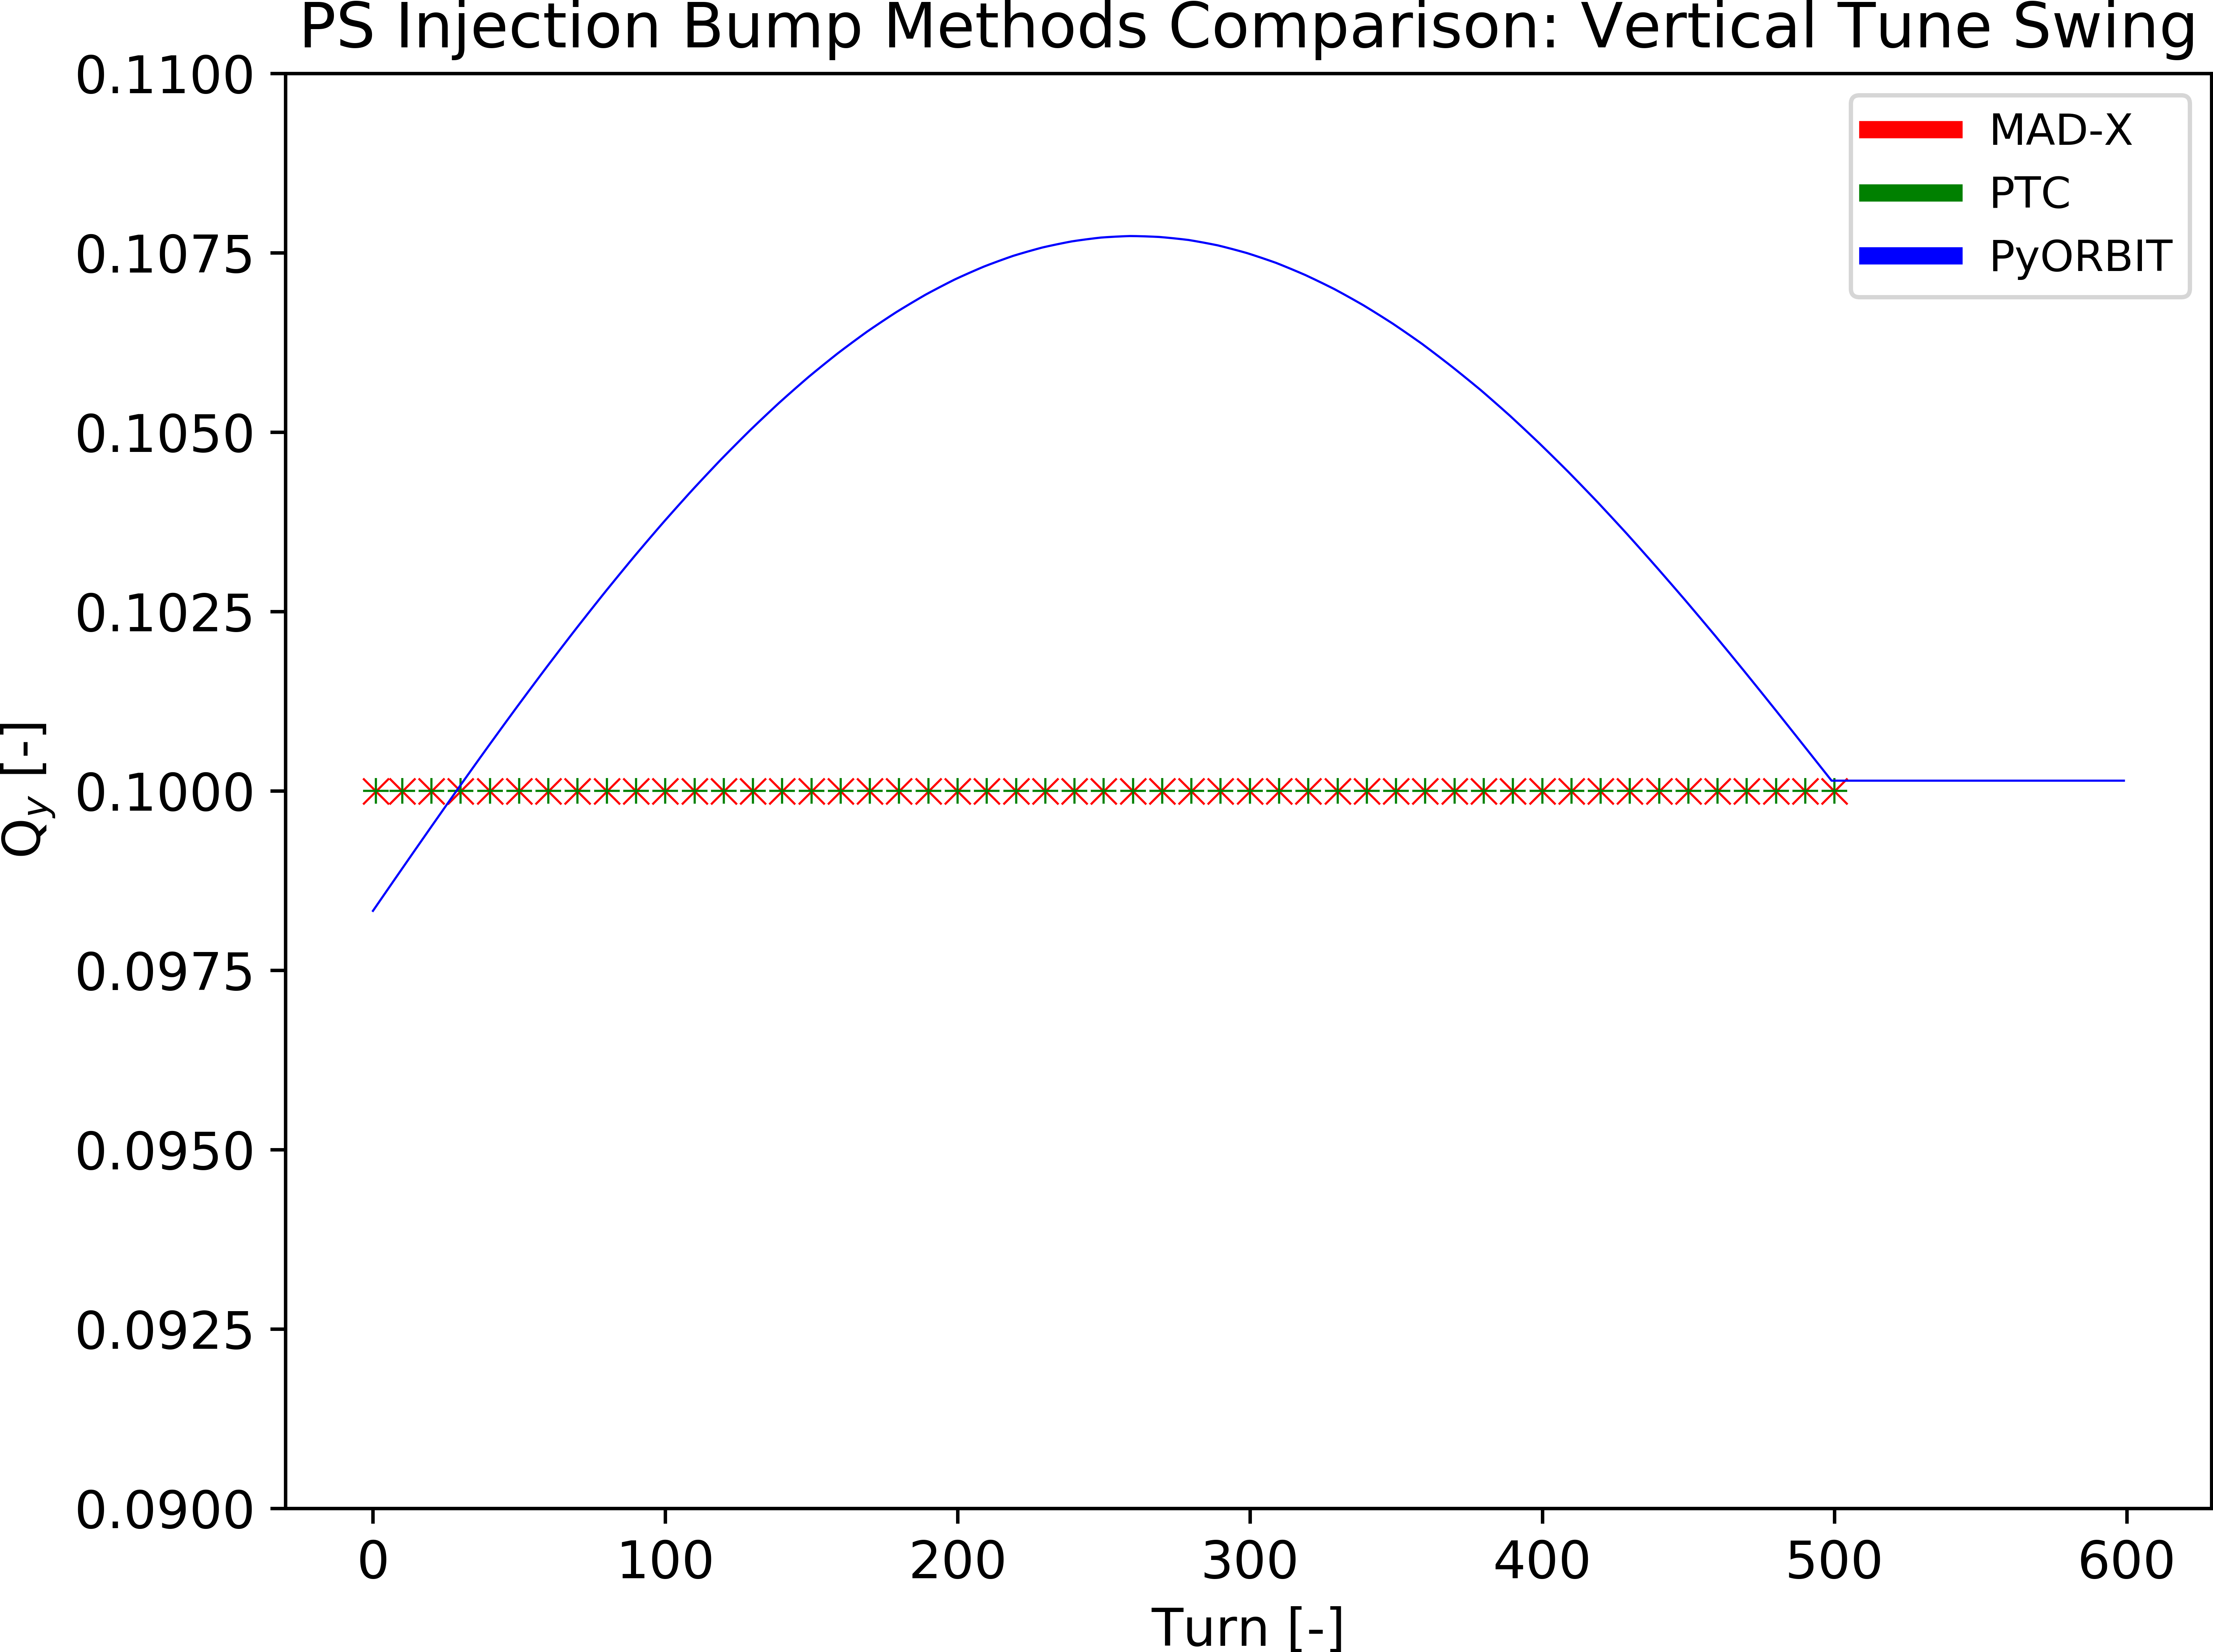 PS Injection Bump Methods Comparison: Vertical Tune Swing
0.1100
0.1075
0.1050
0.1025
0.1000
0.0975
0.0950
0.0925
0.0900
Qy [-]
MAD-X
PTC
PyORBIT
0 100 200 300 400 500 600
Turn [-]